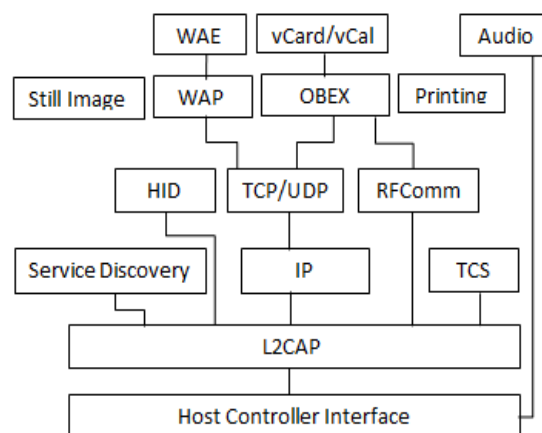 WAE
vCard/vCal
Audio
Still Image
WAP
OBEX
Printing
HID
TCP/UDP
RFComm
Service Discovery
IP
TCS
L2CAP
Host Controller Interface